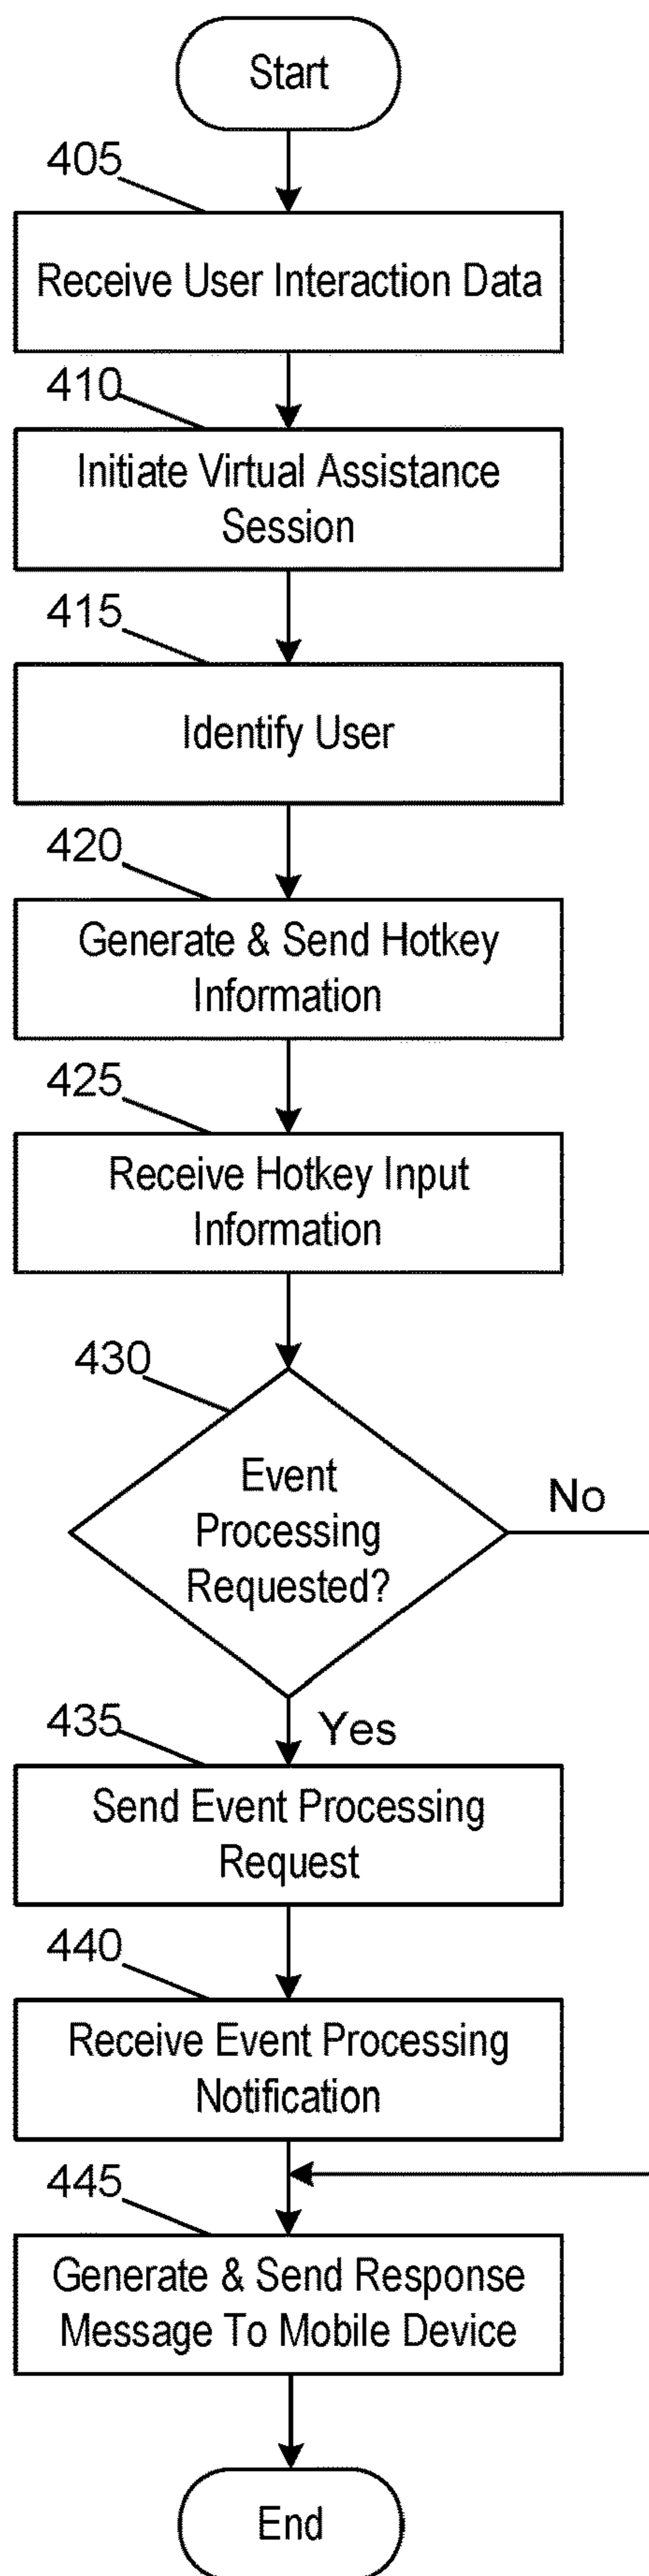 Start
405
Receive User Interaction Data
410
Initiate Virtual Assistance
Session
415
Identify User
420
Generate & Send Hotkey
Information
425
Receive Hotkey Input
Information
430
Event
Processing
Requested?
No
Yes
435
Send Event Processing
Request
440
Receive Event Processing
Notification
445
Generate & Send Response
Message To Mobile Device
End